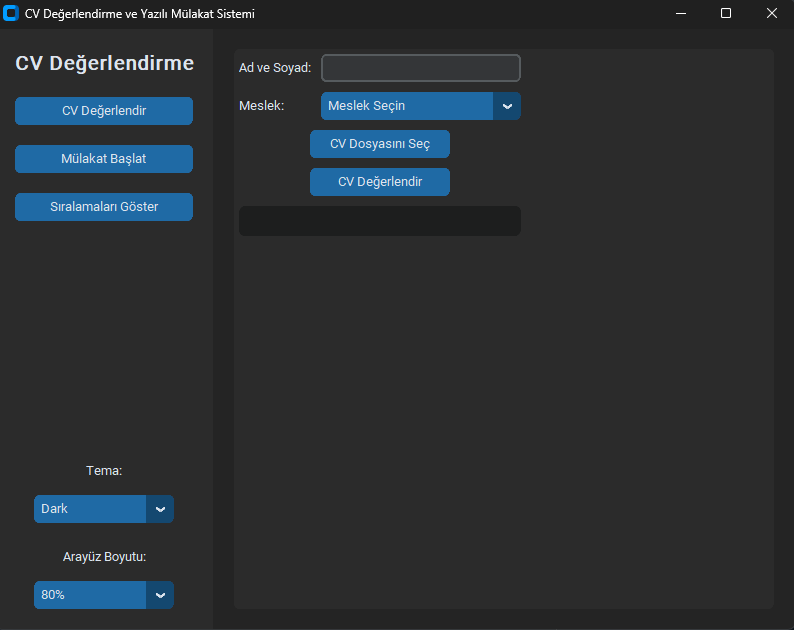 CV Değerlendirme ve Yazılı Mülakat Sistemi
CV Değerlendirme
CV Değerlendir
Mülakat Başlat
Sıralamaları Göster
Tema:
Dark
Arayüz Boyutu:
80%
Ad ve Soyad:
Meslek:
Meslek Seçin
CV Dosyasını Seç
CV Değerlendir